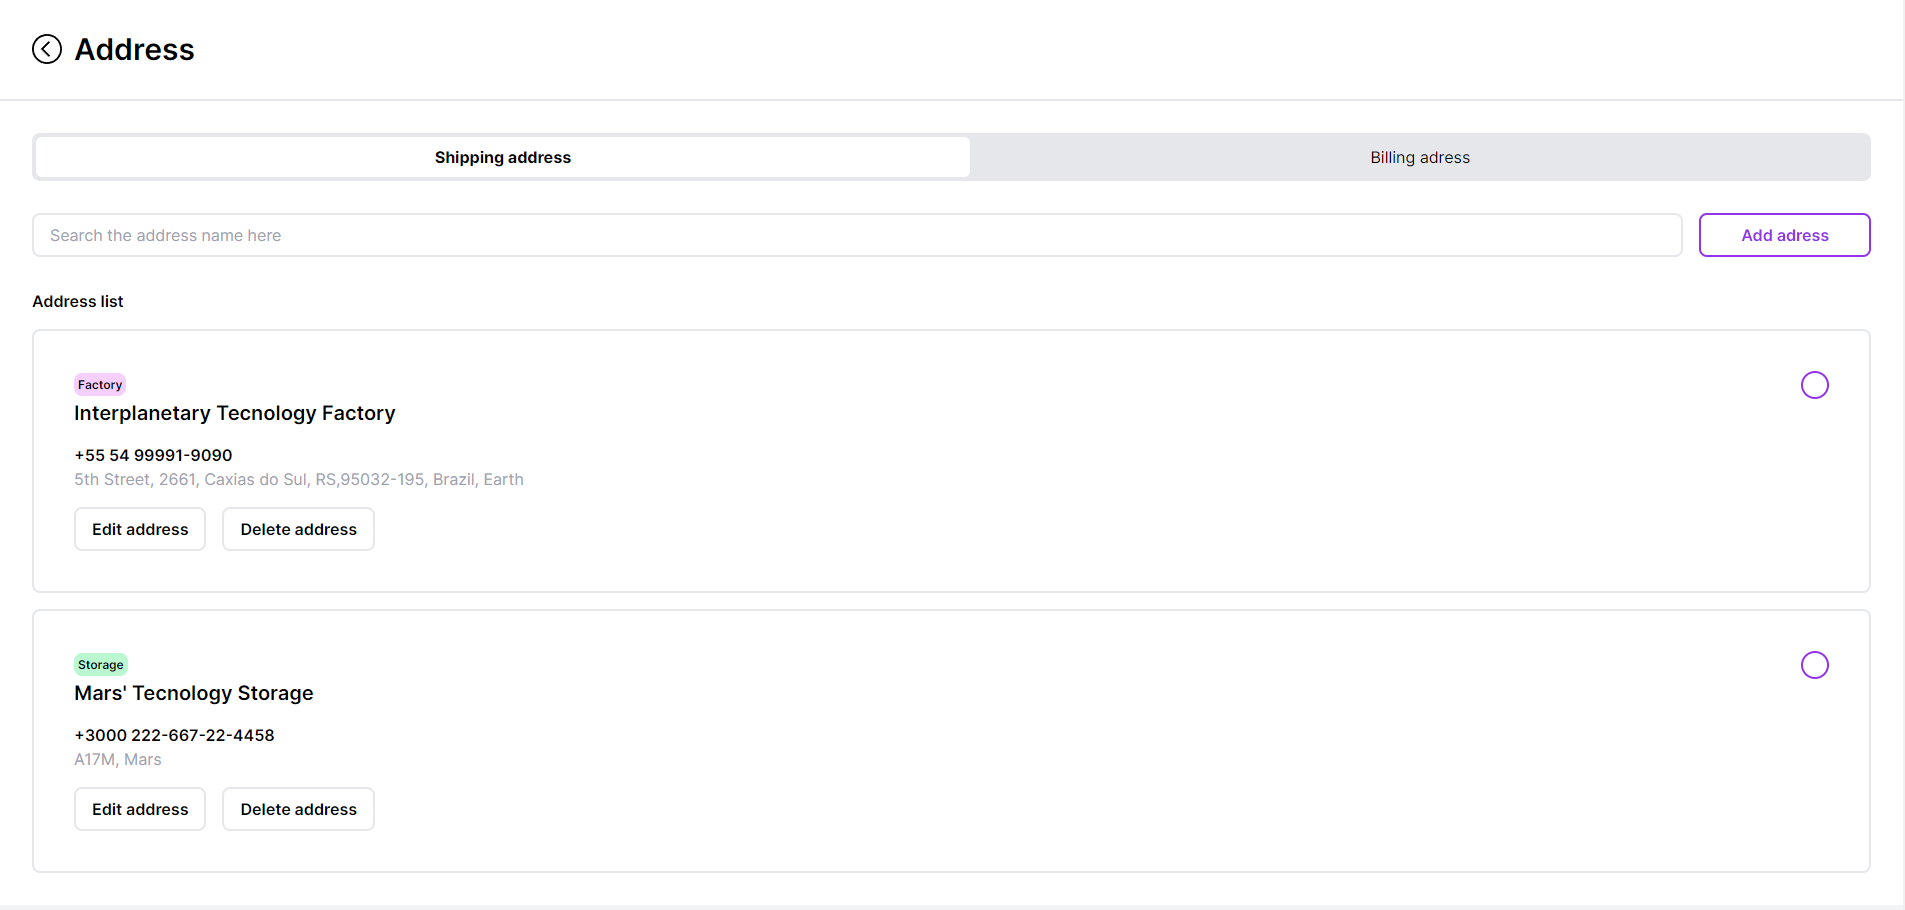 Address
Shipping address
Billing adress
Search the address name here
Add adress
Address list
Factory
Interplanetary Tecnology Factory
+55 54 99991-9090
5th Street, 2661, Caxias do Sul, RS,95032-195, Brazil, Earth
Edit address
Delete address
Storage
Mars' Tecnology Storage
+3000 222-667-22-4458
A17M, Mars
Edit address
Delete address